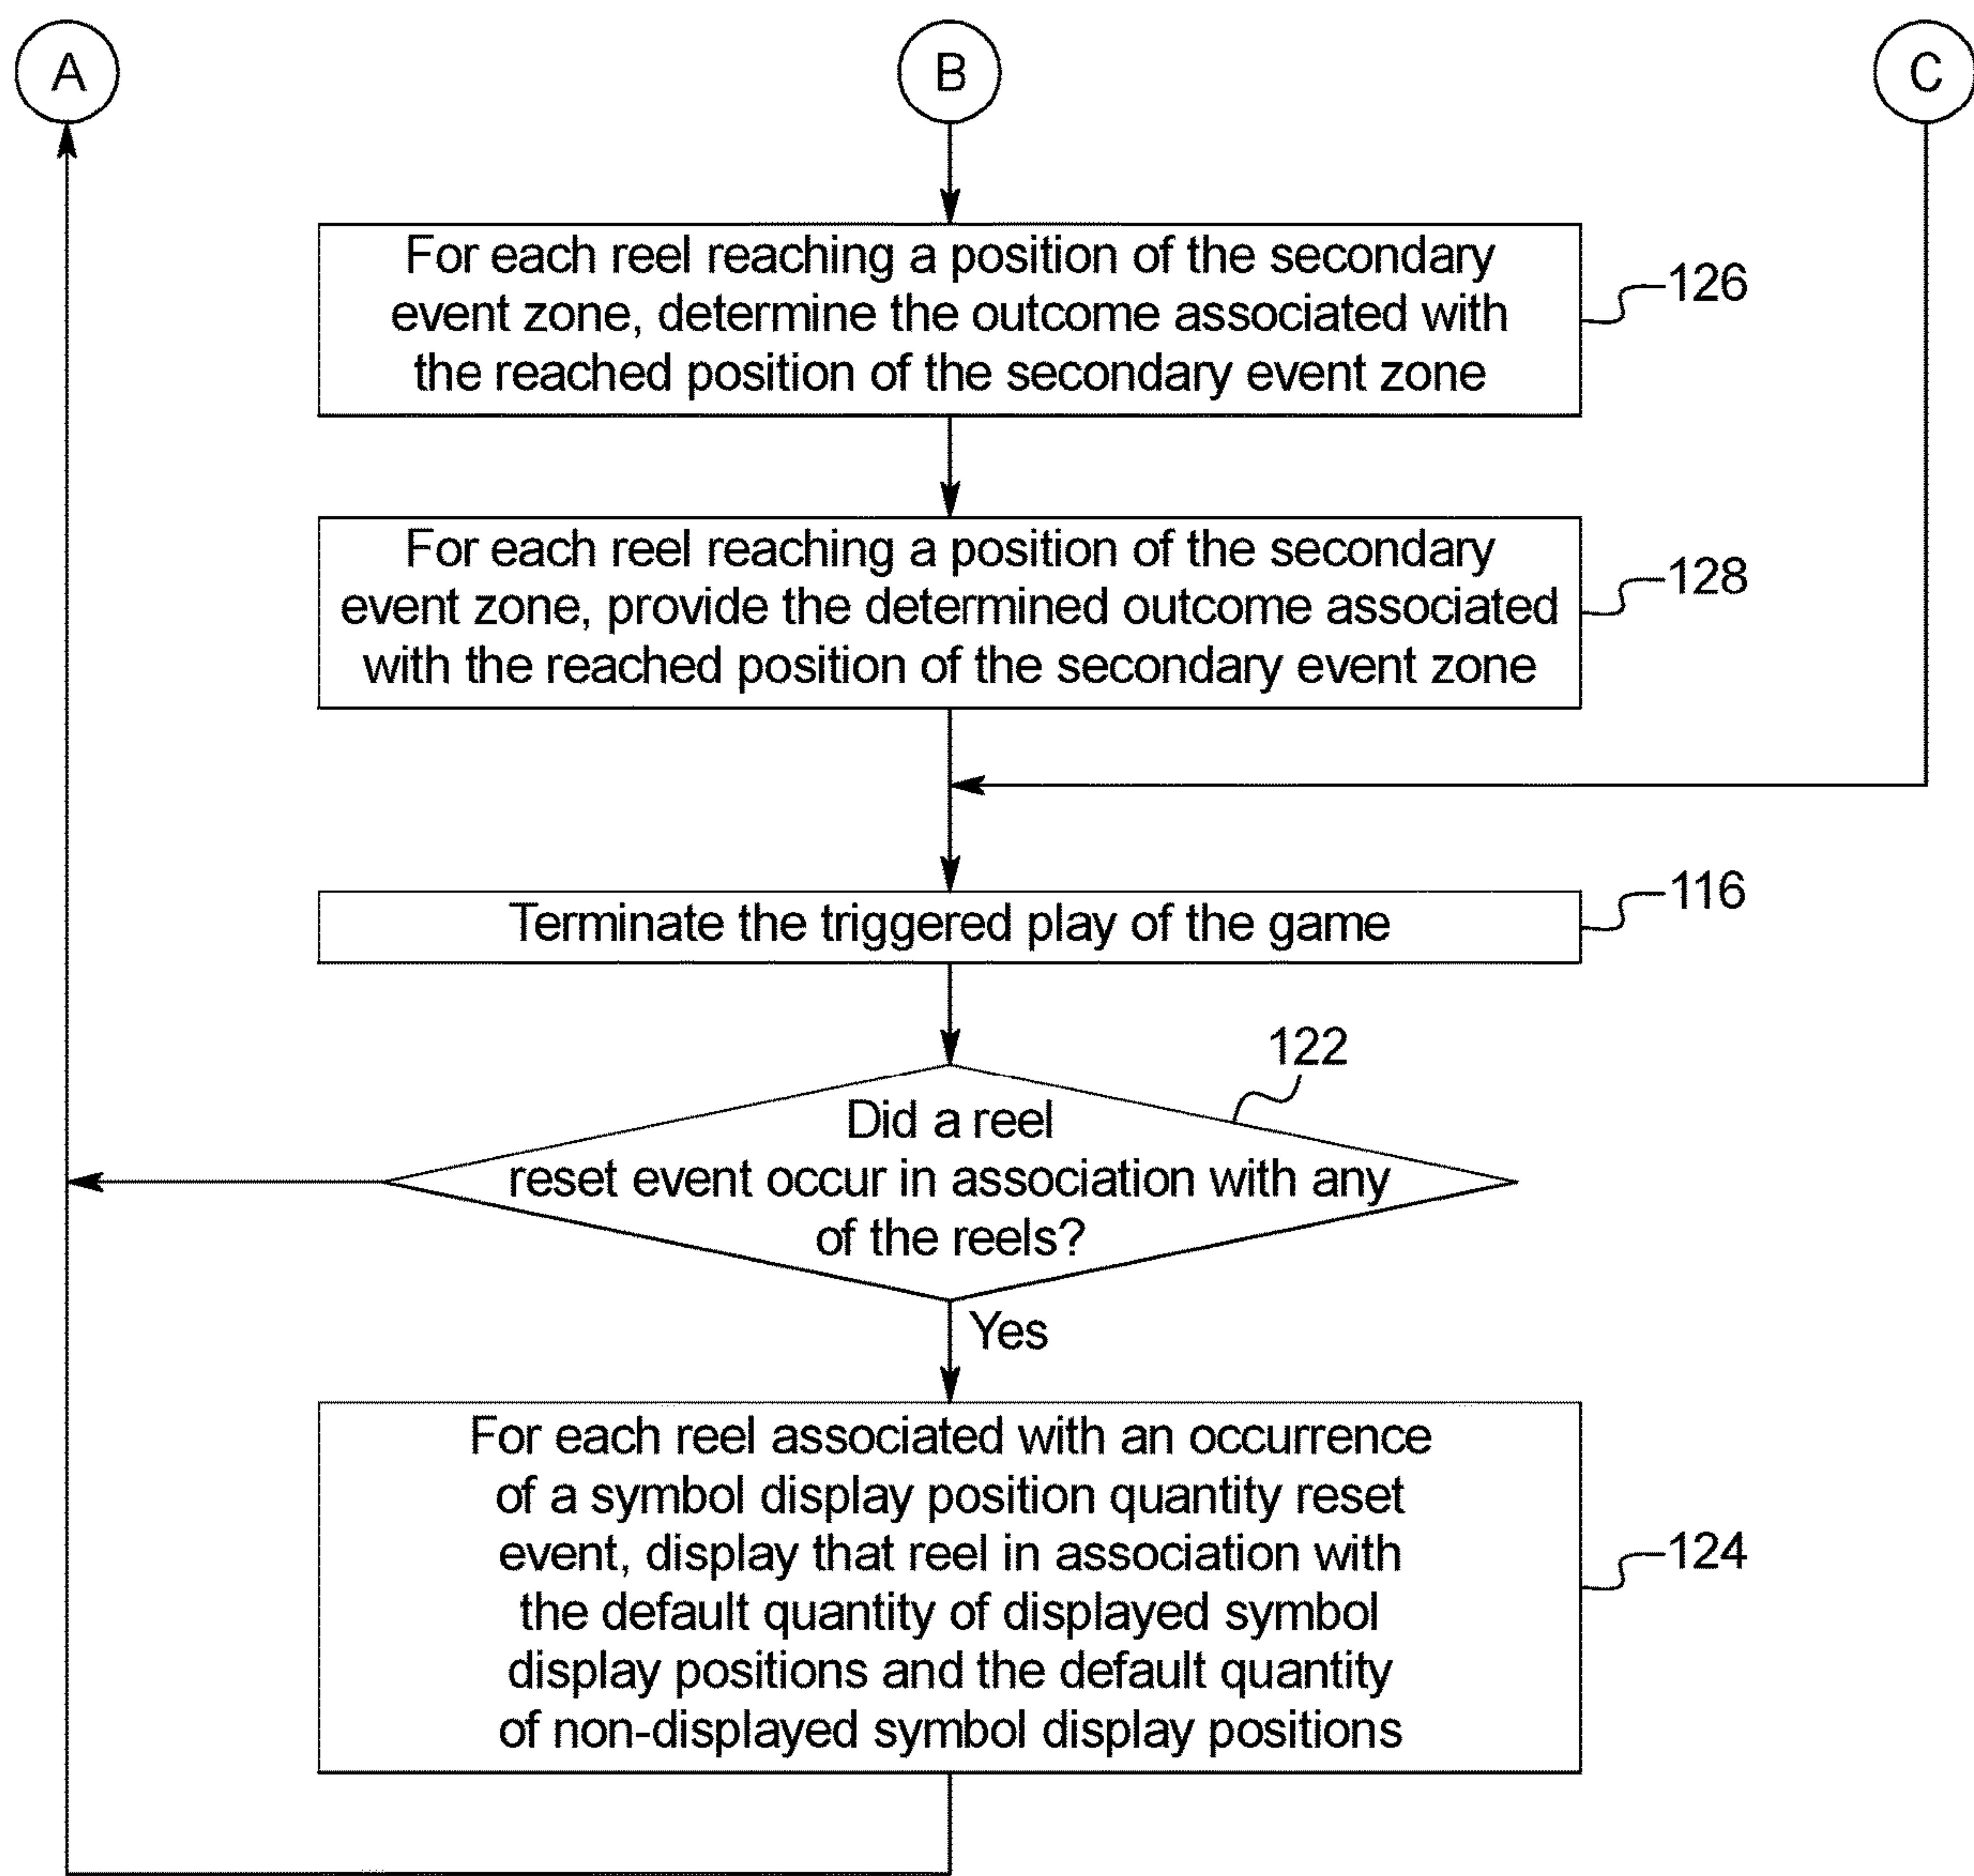 A
B
C
For each reel reaching a position of the secondary
event zone, determine the outcome associated with
the reached position of the secondary event zone
126
For each reel reaching a position of the secondary
event zone, provide the determined outcome associated
with the reached position of the secondary event zone
128
Terminate the triggered play of the game
116
122
Did a reel
reset event occur in association with any
of the reels?
Yes
For each reel associated with an occurrence
of a symbol display position quantity reset
event, display that reel in association with
the default quantity of displayed symbol
display positions and the default quantity
of non-displayed symbol display positions
124